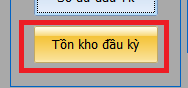 Tồn kho đầu kỳ